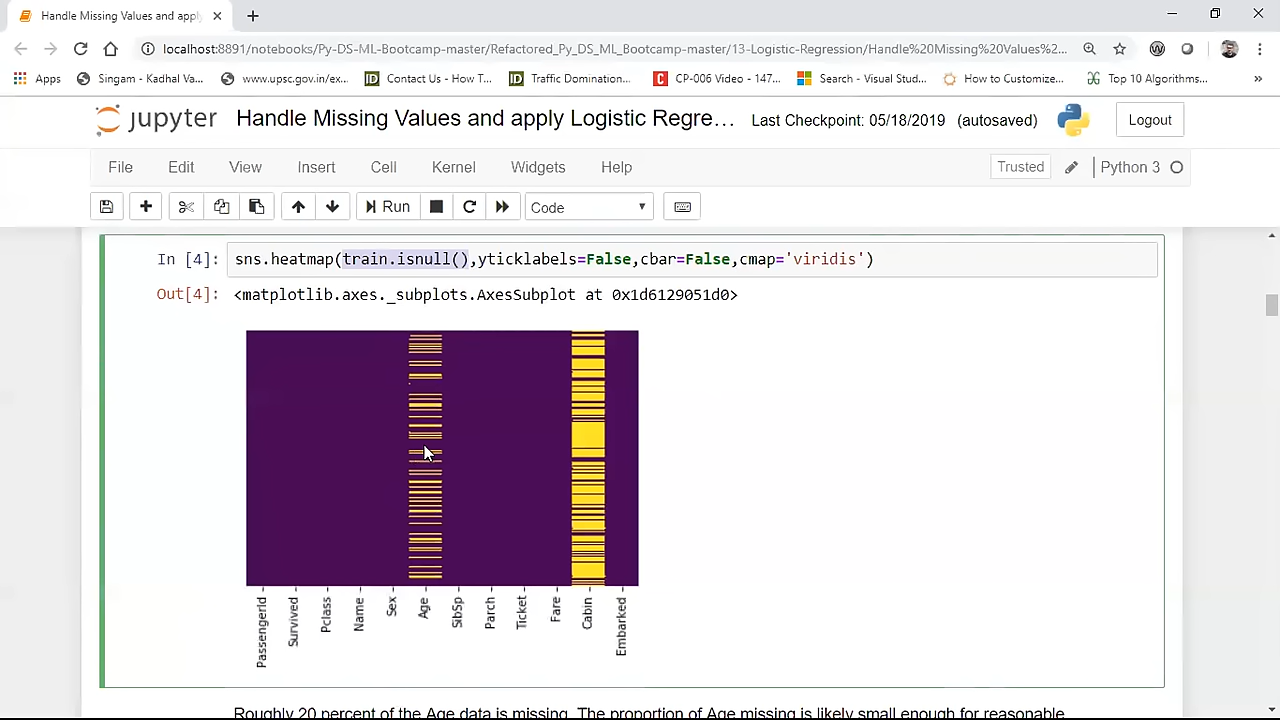 Handle Missing Values and apply
localhost:8891/notebooks/Py-DS-ML-Bootcamp-master/Refactored_Py_DS_ML_Bootcamp-master/13-Logistic-Regression/Handle%20Missing%20Values%2...
Apps Singam - Kadhal Va... www.upsc.gov.in/ex... Contact Us - How T... Traffic Domination... CP-006 Video - 147... Search - Visual Stud... How to Customize... Top 10 Algorithms... »
jupyter Handle Missing Values and apply Logistic Regre... Last Checkpoint: 05/18/2019 (autosaved) Logout
File Edit View Insert Cell Kernel Widgets Help Trusted Python 3
Run Code
In [4]: sns.heatmap(train.isnull(),yticklabels=False,cbar=False,cmap='viridis')
Out[4]: <matplotlib.axes._subplots.AxesSubplot at 0x1d6129051d0>
PassengerId Survived Pclass Name Sex Age SibSp Parch Ticket Fare Cabin Embarked
Roughly 20 percent of the Age data is missing. The proportion of Age missing is likely small enough for reasonable